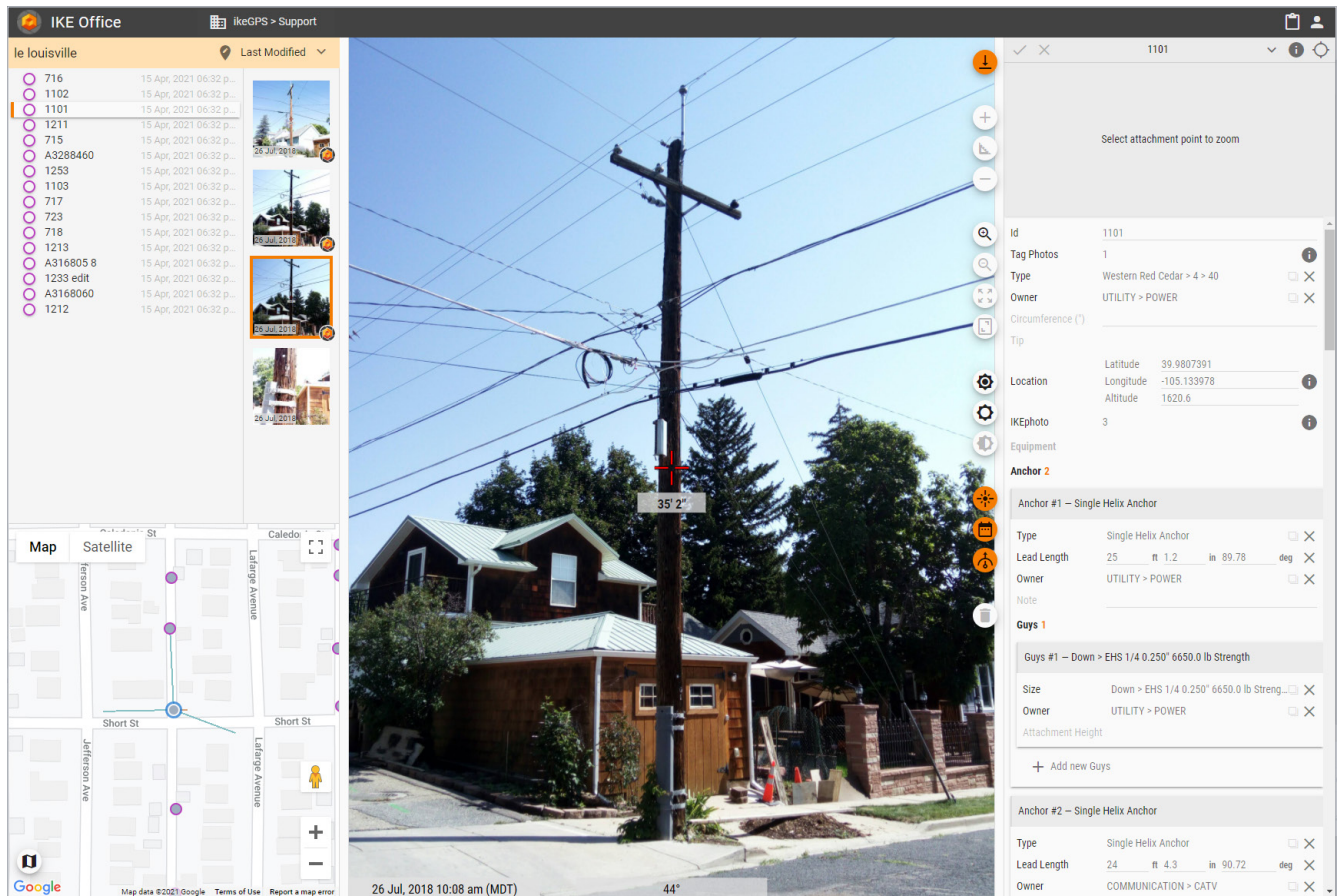 IKE Office
ikeGPS > Support
le louisville
Last Modified
716 15 Apr, 2021 06:32 p...
1102 15 Apr, 2021 06:32 p...
1101 15 Apr, 2021 06:32 p...
1211 15 Apr, 2021 06:32 p...
715 15 Apr, 2021 06:32 p...
A3288460 15 Apr, 2021 06:32 p...
1253 15 Apr, 2021 06:32 p...
1103 15 Apr, 2021 06:32 p...
717 15 Apr, 2021 06:32 p...
723 15 Apr, 2021 06:32 p...
718 15 Apr, 2021 06:32 p...
1213 15 Apr, 2021 06:32 p...
A316805 8 15 Apr, 2021 06:32 p...
1233 edit 15 Apr, 2021 06:32 p...
A3168060 15 Apr, 2021 06:32 p...
1212 15 Apr, 2021 06:32 p...
26 Jul, 2018
26 Jul, 2018
26 Jul, 2018
26 Jul, 2018
Map
Satellite
Caledonia St
Caledo
fferson Ave
Lafarge Avenue
Short St
Short St
Jefferson Ave
Lafarge Avenue
Google
Map data ©2021 Google
Terms of Use
Report a map error
35' 2"
26 Jul, 2018 10:08 am (MDT)
44°
1101
Select attachment point to zoom
Id 1101
Tag Photos 1
Type Western Red Cedar > 4 > 40
Owner UTILITY > POWER
Circumference (")
Tip
Latitude 39.9807391
Location Longitude -105.133978
Altitude 1620.6
IKEphoto 3
Equipment
Anchor 2
Anchor #1 — Single Helix Anchor
Type Single Helix Anchor
Lead Length 25 ft 1.2 in 89.78 deg
Owner UTILITY > POWER
Note
Guys 1
Guys #1 — Down > EHS 1/4 0.250" 6650.0 lb Strength
Size Down > EHS 1/4 0.250" 6650.0 lb Streng...
Owner UTILITY > POWER
Attachment Height
Add new Guys
Anchor #2 — Single Helix Anchor
Type Single Helix Anchor
Lead Length 24 ft 4.3 in 90.72 deg
Owner COMMUNICATION > CATV